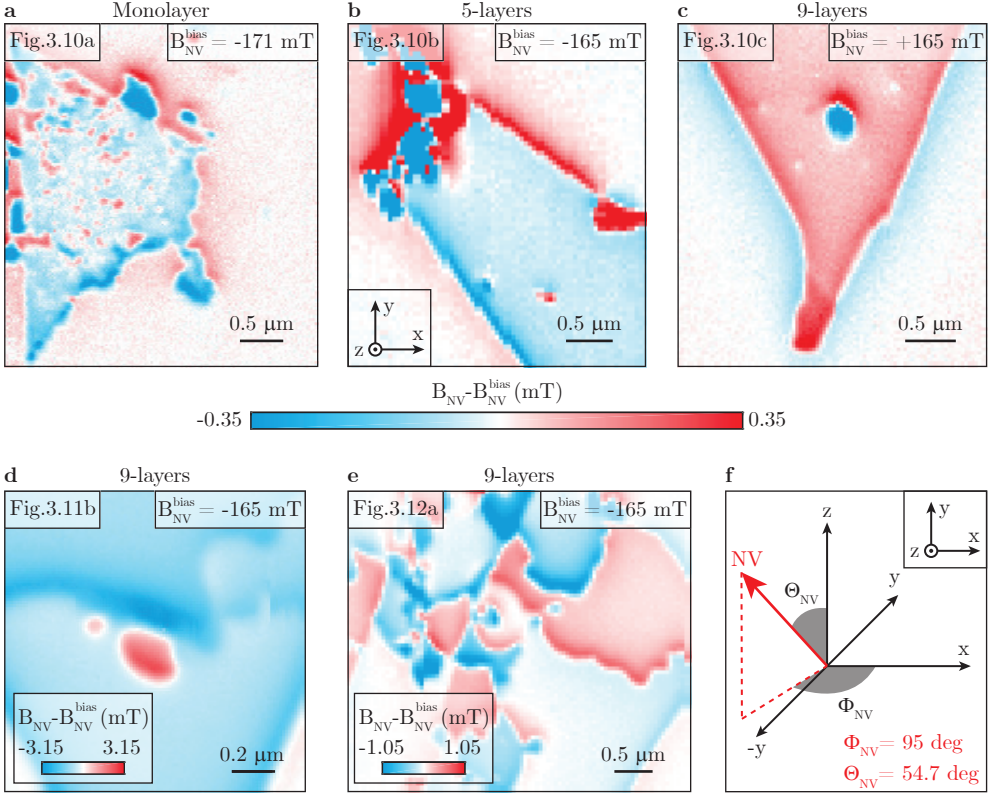 a Monolayer
Fig.3.10a
B_NV^bias = -171 mT
0.5 μm
b 5-layers
Fig.3.10b
B_NV^bias = -165 mT
y
z x
0.5 μm
c 9-layers
Fig.3.10c
B_NV^bias = +165 mT
0.5 μm
B_NV-B_NV^bias (mT)
-0.35 0.35
d 9-layers
Fig.3.11b
B_NV^bias = -165 mT
B_NV-B_NV^bias (mT)
-3.15 3.15
0.2 μm
e 9-layers
Fig.3.12a
B_NV^bias = -165 mT
B_NV-B_NV^bias (mT)
-1.05 1.05
0.5 μm
f
y
z x
z
NV
Θ_NV
y
x
Φ_NV
-y
Φ_NV = 95 deg
Θ_NV = 54.7 deg